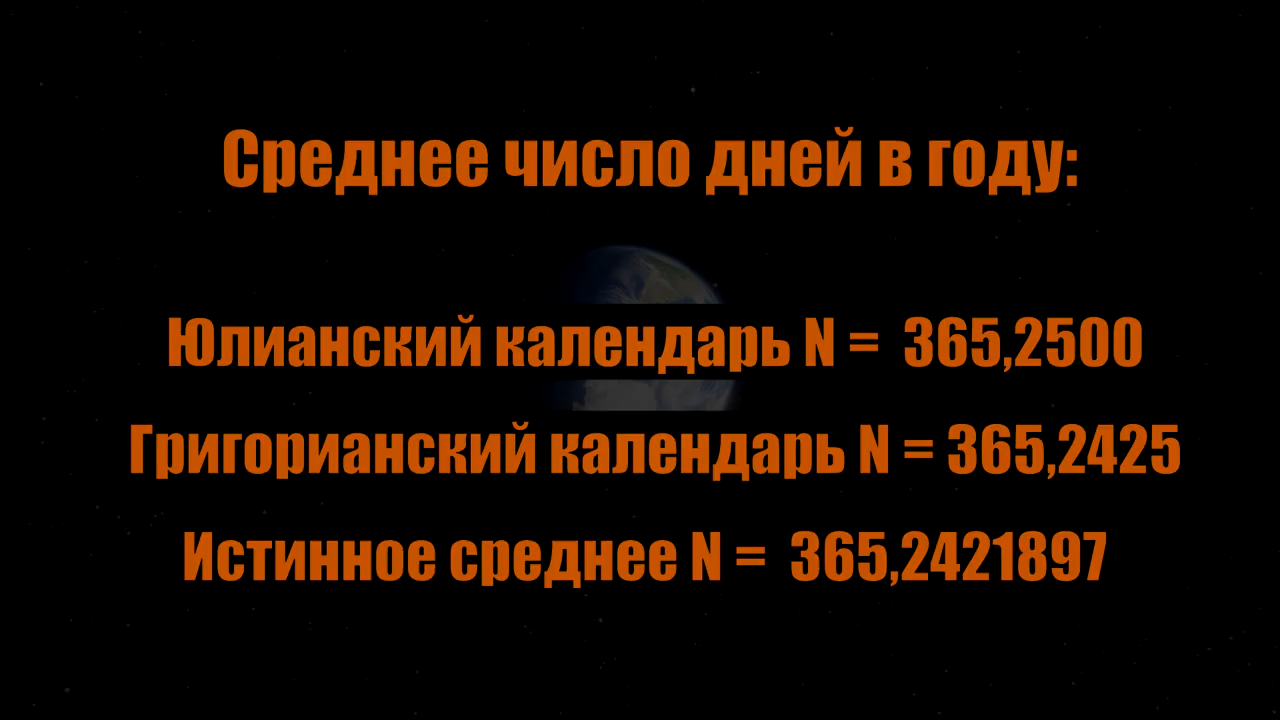 Среднее число дней в году:
Юлианский календарь N = 365,2500
Григорианский календарь N = 365,2425
Истинное среднее N = 365,2421897